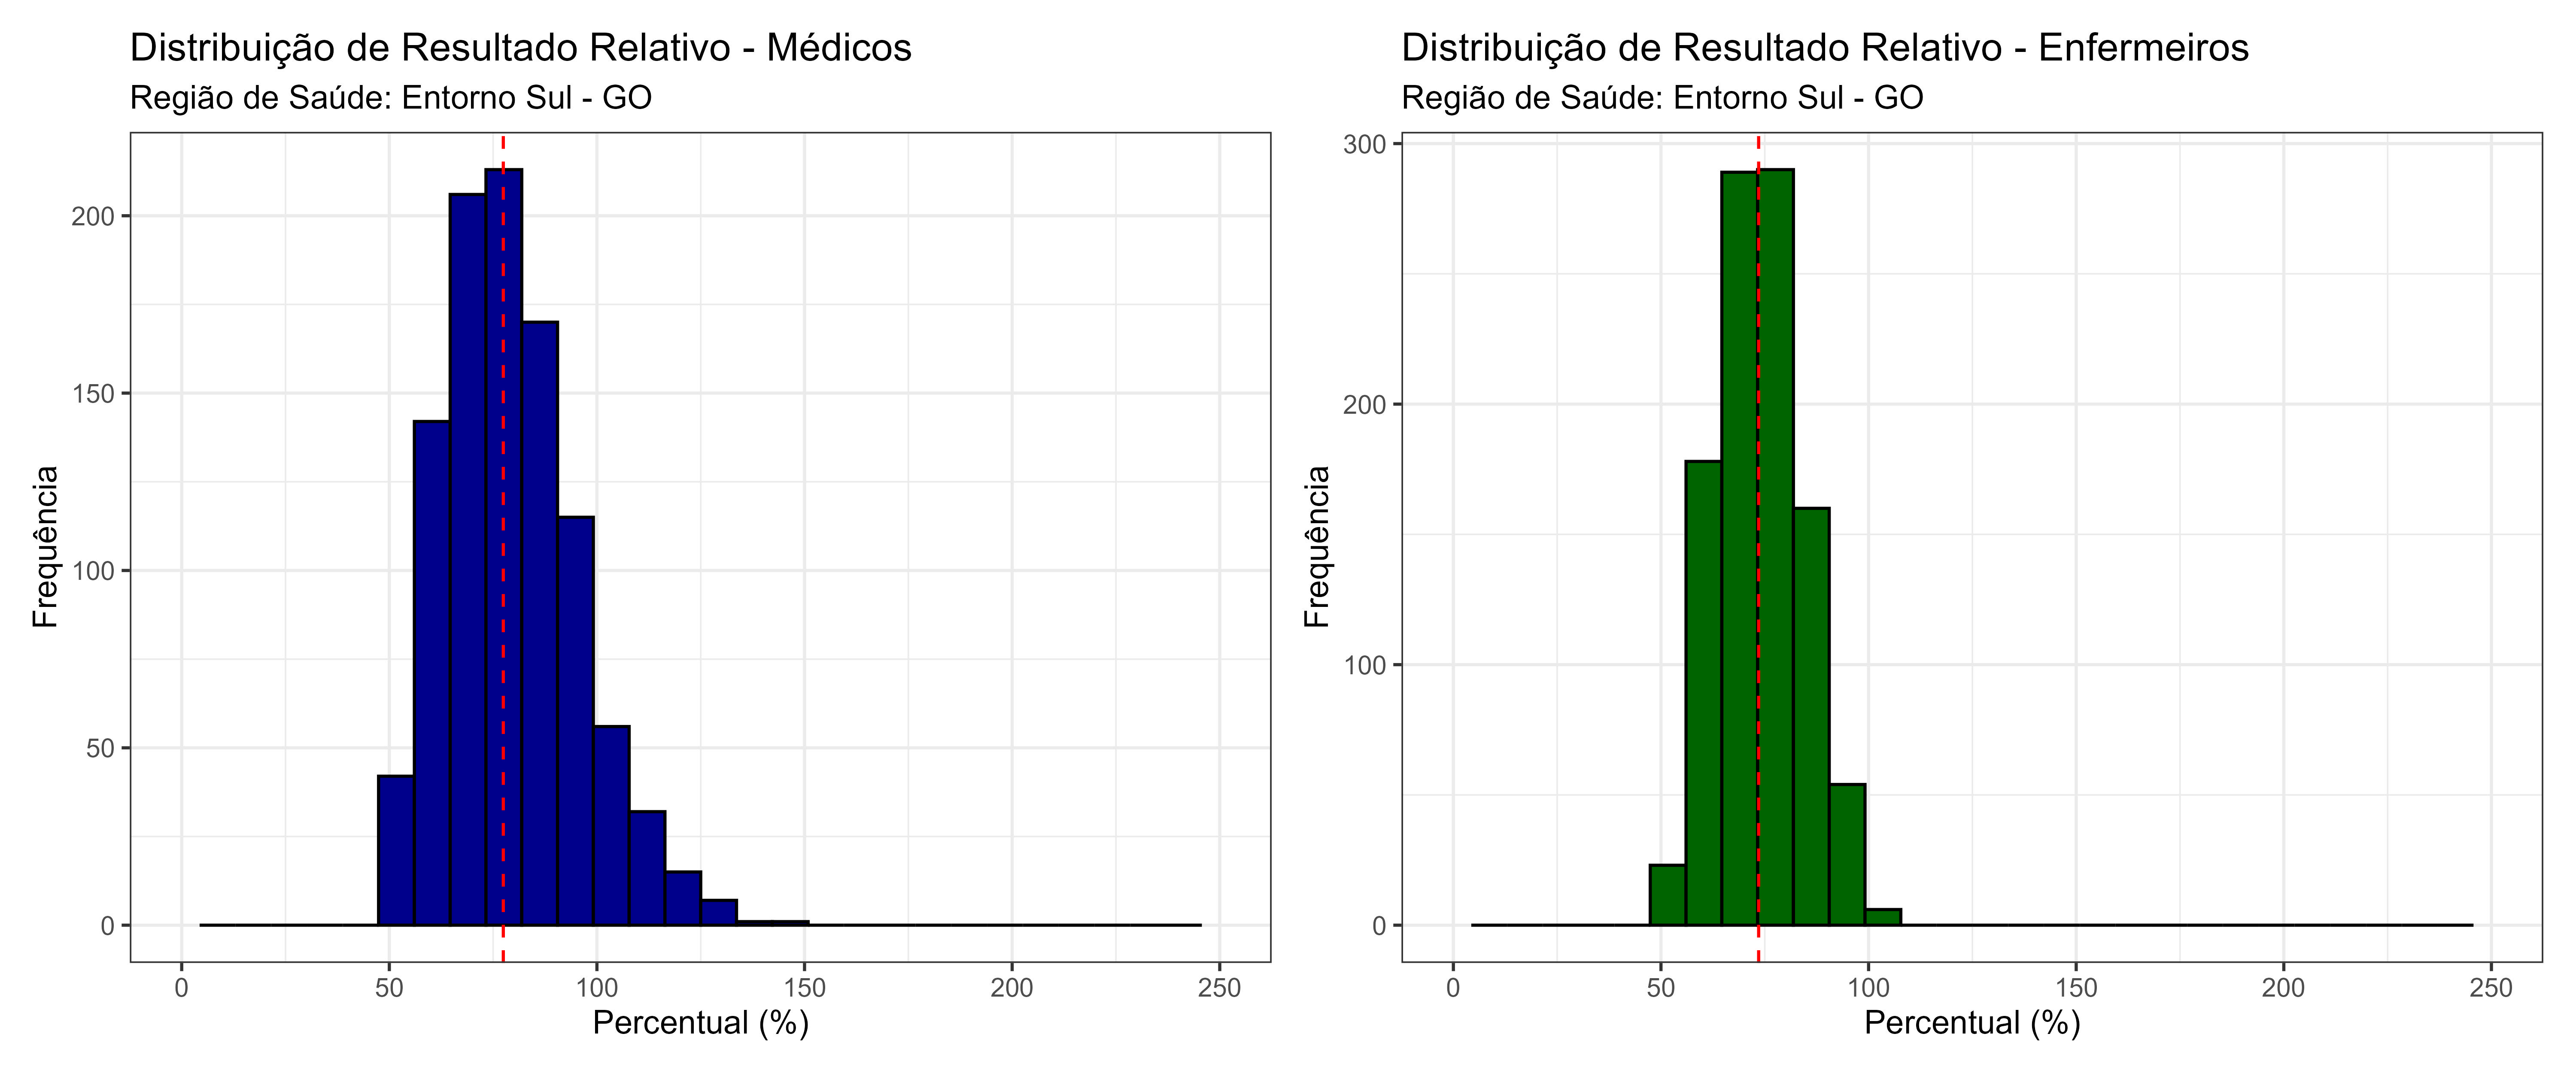 Distribuição de Resultado Relativo - Médicos
Região de Saúde: Entorno Sul - GO
Frequência
200
150
100
50
0
0 50 100 150 200 250
Percentual (%)
Distribuição de Resultado Relativo - Enfermeiros
Região de Saúde: Entorno Sul - GO
Frequência
300
200
100
0
0 50 100 150 200 250
Percentual (%)